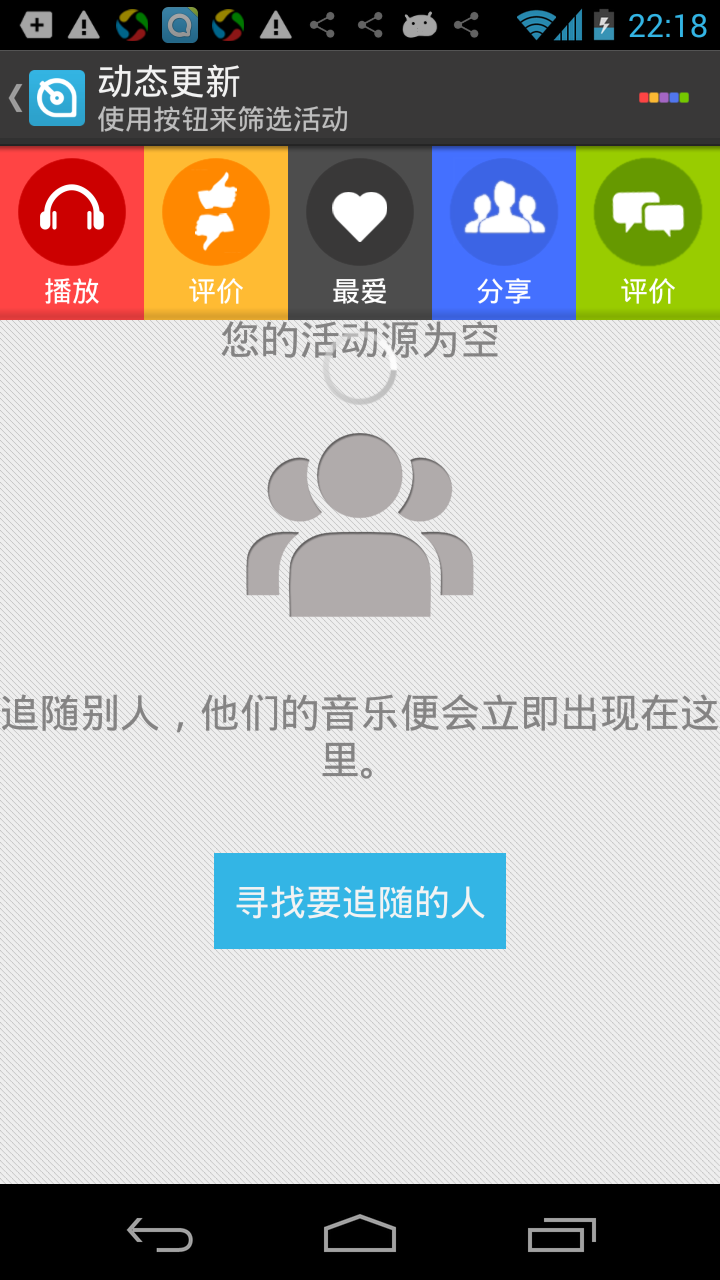 22:18
动态更新
使用按钮来筛选活动
播放 评价 最爱 分享 评价
您的活动源为空
追随别人，他们的音乐便会立即出现在这
里。
寻找要追随的人